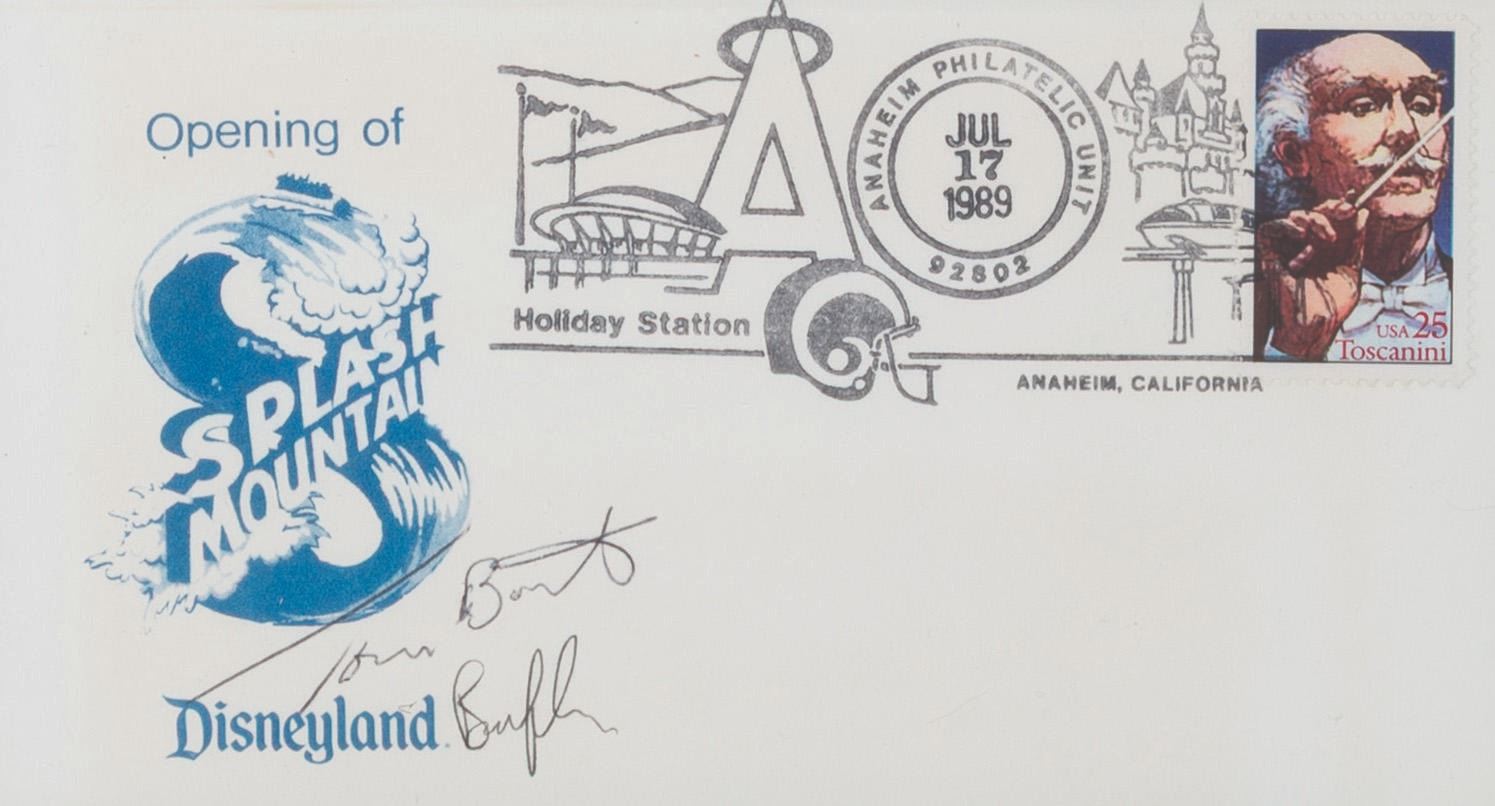 Opening of
SPLASH
MOUNTAIN
Disneyland
Holiday Station
A
ANAHEIM PHILATELIC UNIT
JUL
17
1989
92802
ANAHEIM, CALIFORNIA
USA 25
Toscanini